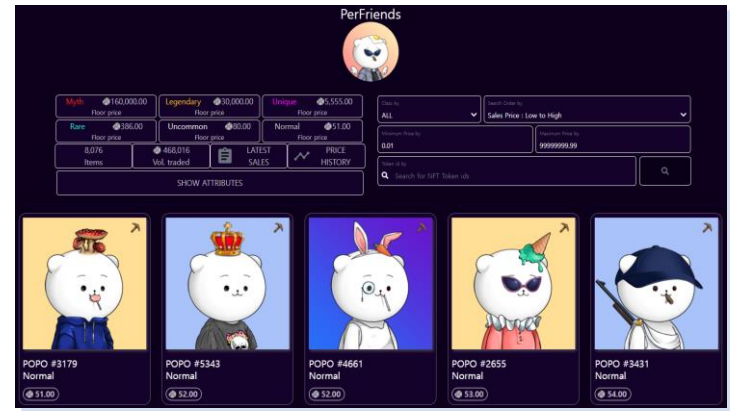 PerFriends
Myth 160,000.00
Floor price
Legendary 30,000.00
Floor price
Unique 5,555.00
Floor price
Rare 386.00
Floor price
Uncommon 80.00
Floor price
Normal 51.00
Floor price
8,076
Items
468,016
Vol. traded
LATEST
SALES
PRICE
HISTORY
SHOW ATTRIBUTES
Class by
ALL
Search Order by
Sales Price : Low to High
Minimum Price by
0.01
Maximum Price by
99999999.99
Token id by
Search for NFT Token ids
POPO #3179
Normal
51.00
POPO #5343
Normal
52.00
POPO #4661
Normal
52.00
POPO #2655
Normal
53.00
POPO #3431
Normal
54.00